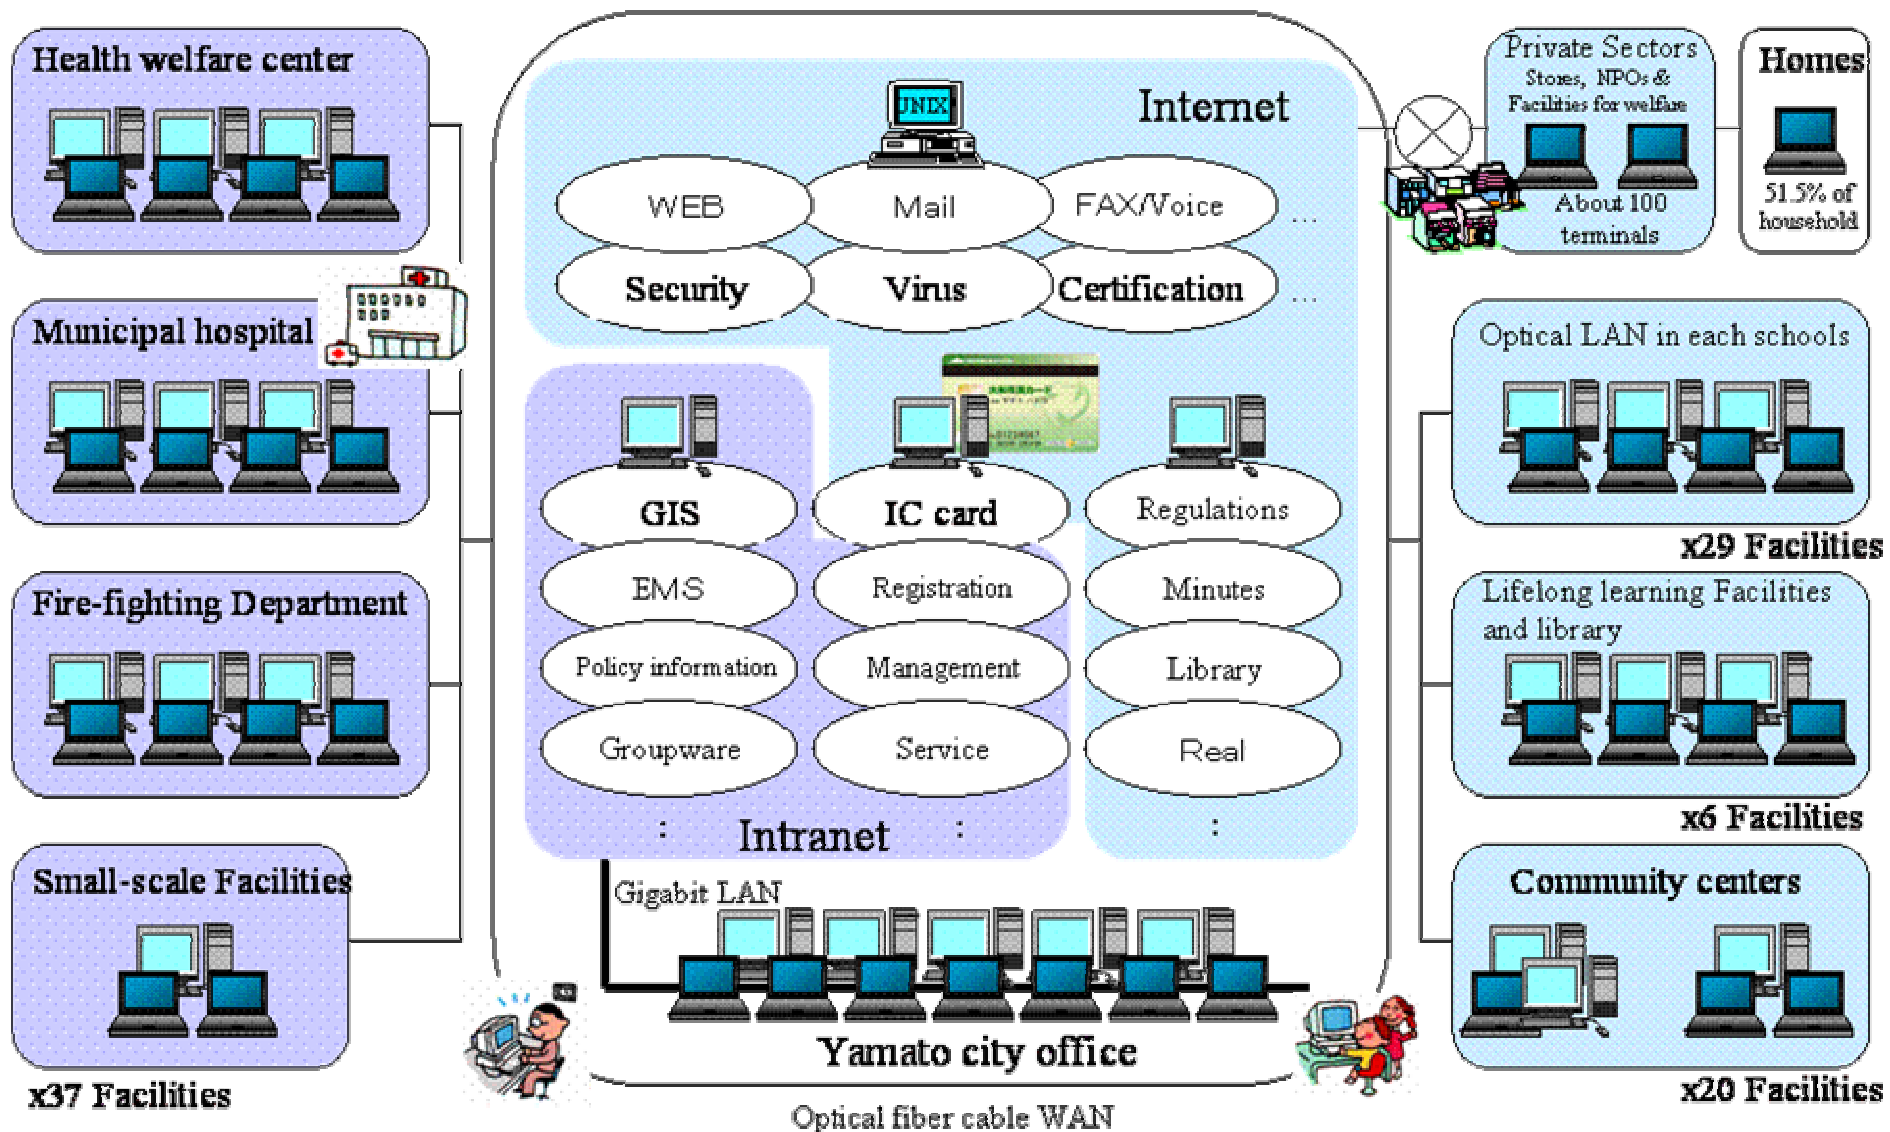 Health welfare center
Municipal hospital
Fire-fighting Department
Small-scale Facilities
x37 Facilities
Internet
UNIX
WEB
Mail
FAX/Voice
...
Security
Virus
Certification
...
GIS
IC card
Regulations
EMS
Registration
Minutes
Policy information
Management
Library
Groupware
Service
Real
:
Intranet
:
:
Gigabit LAN
Yamato city office
Optical fiber cable WAN
Private Sectors
Stores, NPOs &
Facilities for welfare
About 100
terminals
Homes
51.5% of
household
Optical LAN in each schools
x29 Facilities
Lifelong learning Facilities
and library
x6 Facilities
Community centers
x20 Facilities